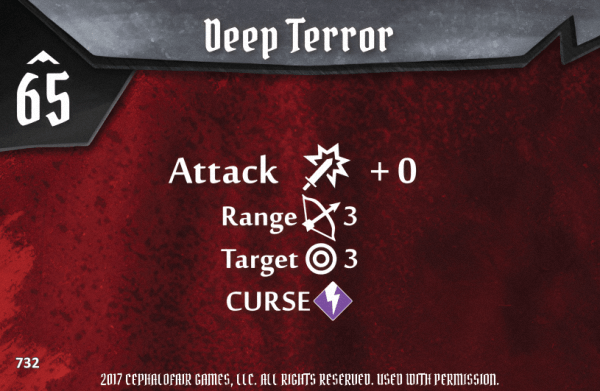 Deep Terror
65
Attack + 0
Range 3
Target 3
CURSE
732
2017 CEPHALOFAIR GAMES, LLC. ALL RIGHTS RESERVED. USED WITH PERMISSION.